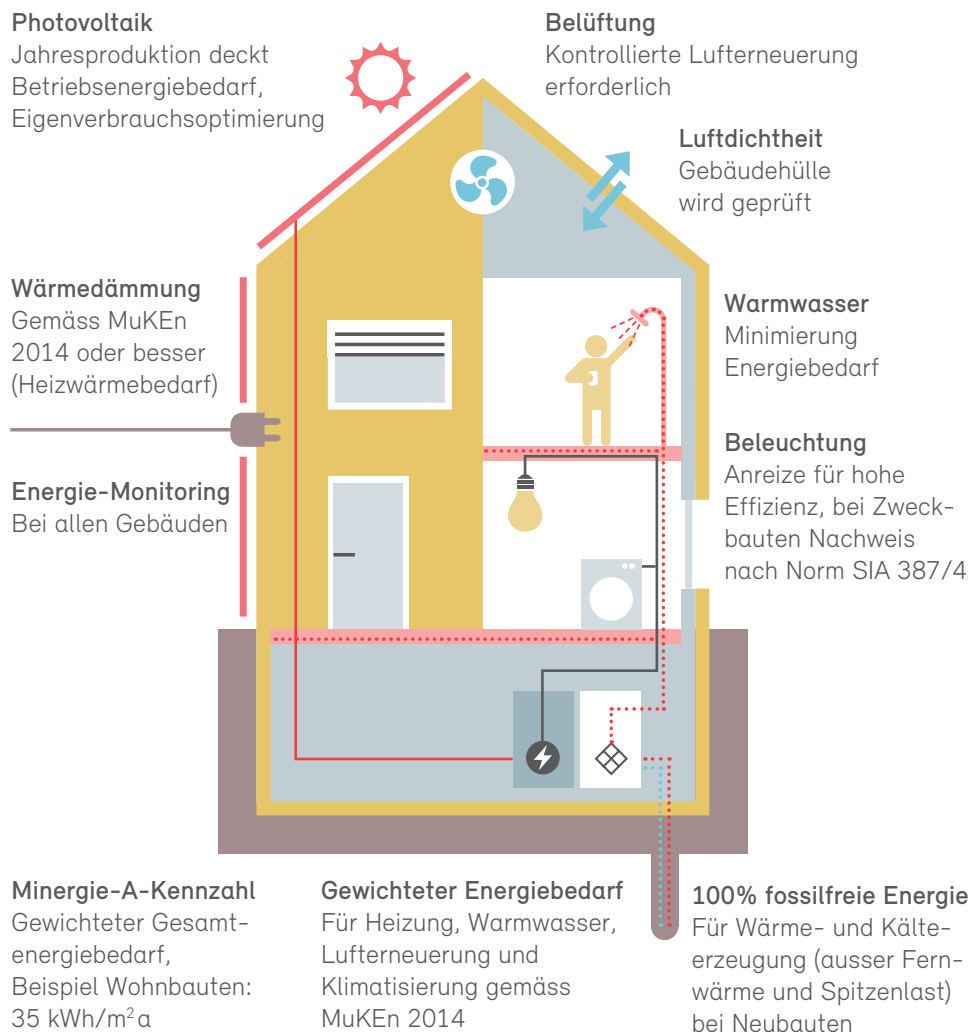 Photovoltaik
Jahresproduktion deckt
Betriebsenergiebedarf,
Eigenverbrauchsoptimierung
Belüftung
Kontrollierte Lufterneuerung
erforderlich
Luftdichtheit
Gebäudehülle
wird geprüft
Wärmedämmung
Gemäss MuKEn
2014 oder besser
(Heizwärmebedarf)
Warmwasser
Minimierung
Energiebedarf
Energie-Monitoring
Bei allen Gebäuden
Beleuchtung
Anreize für hohe
Effizienz, bei Zweck-
bauten Nachweis
nach Norm SIA 387/4
Minergie-A-Kennzahl
Gewichteter Gesamt-
energiebedarf,
Beispiel Wohnbauten:
35 kWh/m² a
Gewichteter Energiebedarf
Für Heizung, Warmwasser,
Lufterneuerung und
Klimatisierung gemäss
MuKEn 2014
100% fossilfreie Energie
Für Wärme- und Kälte-
erzeugung (ausser Fern-
wärme und Spitzenlast)
bei Neubauten